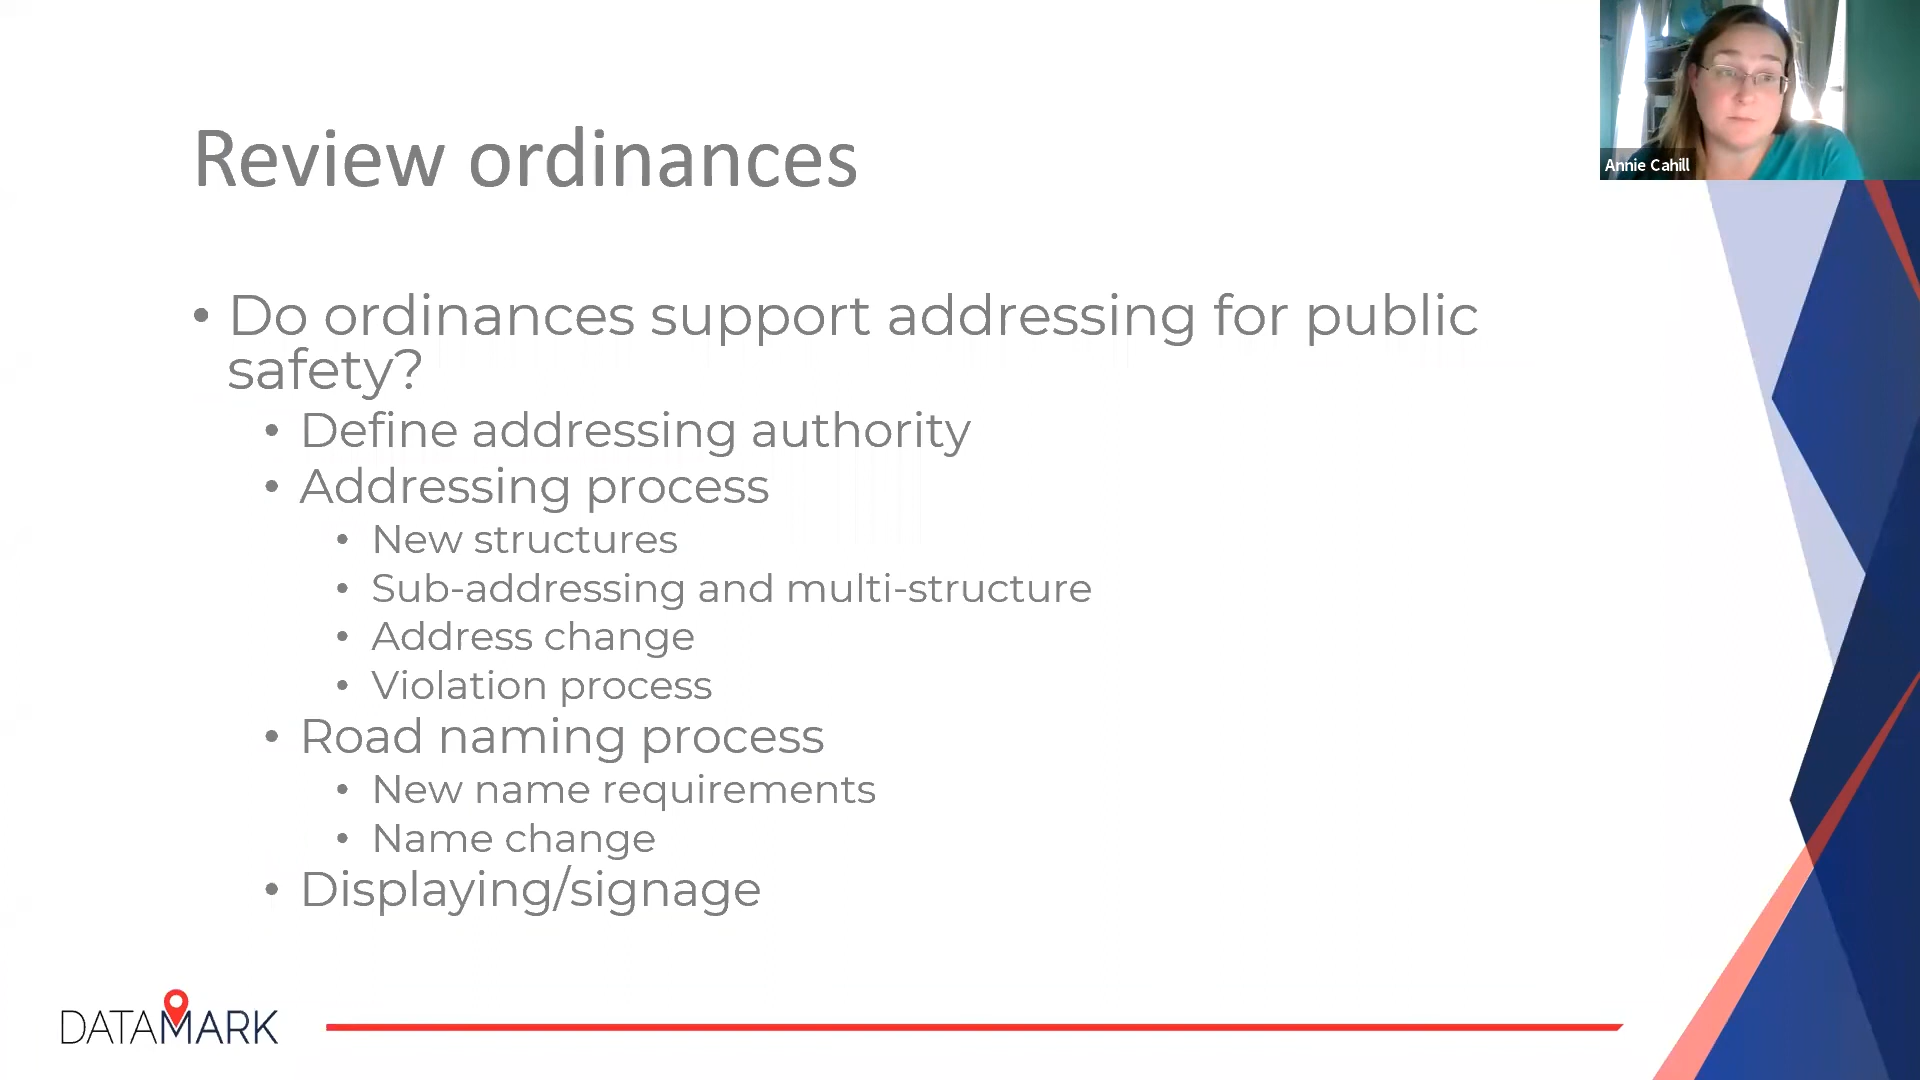 Review ordinances
Annie Cahill
• Do ordinances support addressing for public
safety?
• Define addressing authority
• Addressing process
• New structures
• Sub-addressing and multi-structure
• Address change
• Violation process
• Road naming process
• New name requirements
• Name change
• Displaying/signage
DATAMARK